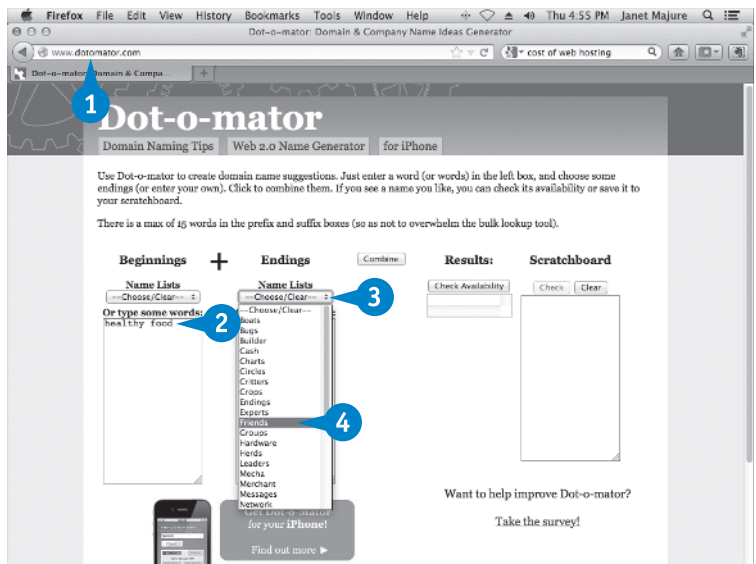 Firefox File Edit View History Bookmarks Tools Window Help Thu 4:55 PM Janet Majure
Dot-o-mator: Domain & Company Name Ideas Generator
www.dotomator.com
cost of web hosting
Dot-o-mator: Domain & Compa...
1
Dot-o-mator
Domain Naming Tips Web 2.0 Name Generator for iPhone
Use Dot-o-mator to create domain name suggestions. Just enter a word (or words) in the left box, and choose some
endings (or enter your own). Click to combine them. If you see a name you like, you can check its availability or save it to
your scratchboard.
There is a max of 15 words in the prefix and suffix boxes (so as not to overwhelm the bulk lookup tool).
Beginnings + Endings Combine Results: Scratchboard
Name Lists Name Lists Check Availability Check Clear
--Choose/Clear-- --Choose/Clear-- 3
Or type some words:
healthy food 2
--Choose/Clear--
Boats
Bugs
Builder
Cash
Charts
Circles
Critters
Crops
Endings
Experts
Friends 4
Groups
Hardware
Herds
Leaders
Mecha
Merchant
Messages
Network
Want to help improve Dot-o-mator?
Take the survey!
Get Dot-o-mator
for your iPhone!
Find out more ►